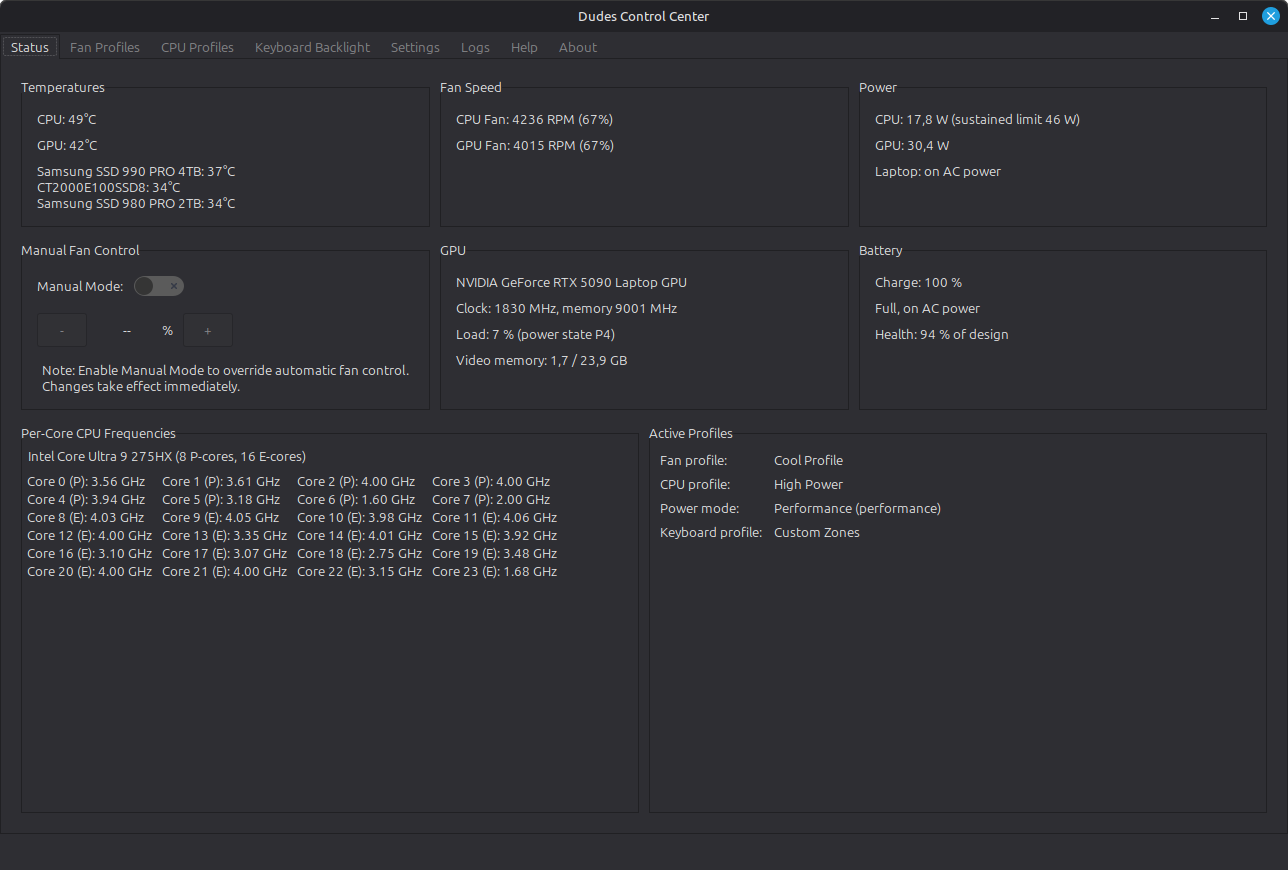 Dudes Control Center
Status Fan Profiles CPU Profiles Keyboard Backlight Settings Logs Help About
Temperatures
CPU: 49°C
GPU: 42°C
Samsung SSD 990 PRO 4TB: 37°C
CT2000E100SSD8: 34°C
Samsung SSD 980 PRO 2TB: 34°C
Fan Speed
CPU Fan: 4236 RPM (67%)
GPU Fan: 4015 RPM (67%)
Power
CPU: 17,8 W (sustained limit 46 W)
GPU: 30,4 W
Laptop: on AC power
Manual Fan Control
Manual Mode:
- -- % +
Note: Enable Manual Mode to override automatic fan control.
Changes take effect immediately.
GPU
NVIDIA GeForce RTX 5090 Laptop GPU
Clock: 1830 MHz, memory 9001 MHz
Load: 7 % (power state P4)
Video memory: 1,7 / 23,9 GB
Battery
Charge: 100 %
Full, on AC power
Health: 94 % of design
Per-Core CPU Frequencies
Intel Core Ultra 9 275HX (8 P-cores, 16 E-cores)
Core 0 (P): 3.56 GHz Core 1 (P): 3.61 GHz Core 2 (P): 4.00 GHz Core 3 (P): 4.00 GHz
Core 4 (P): 3.94 GHz Core 5 (P): 3.18 GHz Core 6 (P): 1.60 GHz Core 7 (P): 2.00 GHz
Core 8 (E): 4.03 GHz Core 9 (E): 4.05 GHz Core 10 (E): 3.98 GHz Core 11 (E): 4.06 GHz
Core 12 (E): 4.00 GHz Core 13 (E): 3.35 GHz Core 14 (E): 4.01 GHz Core 15 (E): 3.92 GHz
Core 16 (E): 3.10 GHz Core 17 (E): 3.07 GHz Core 18 (E): 2.75 GHz Core 19 (E): 3.48 GHz
Core 20 (E): 4.00 GHz Core 21 (E): 4.00 GHz Core 22 (E): 3.15 GHz Core 23 (E): 1.68 GHz
Active Profiles
Fan profile: Cool Profile
CPU profile: High Power
Power mode: Performance (performance)
Keyboard profile: Custom Zones